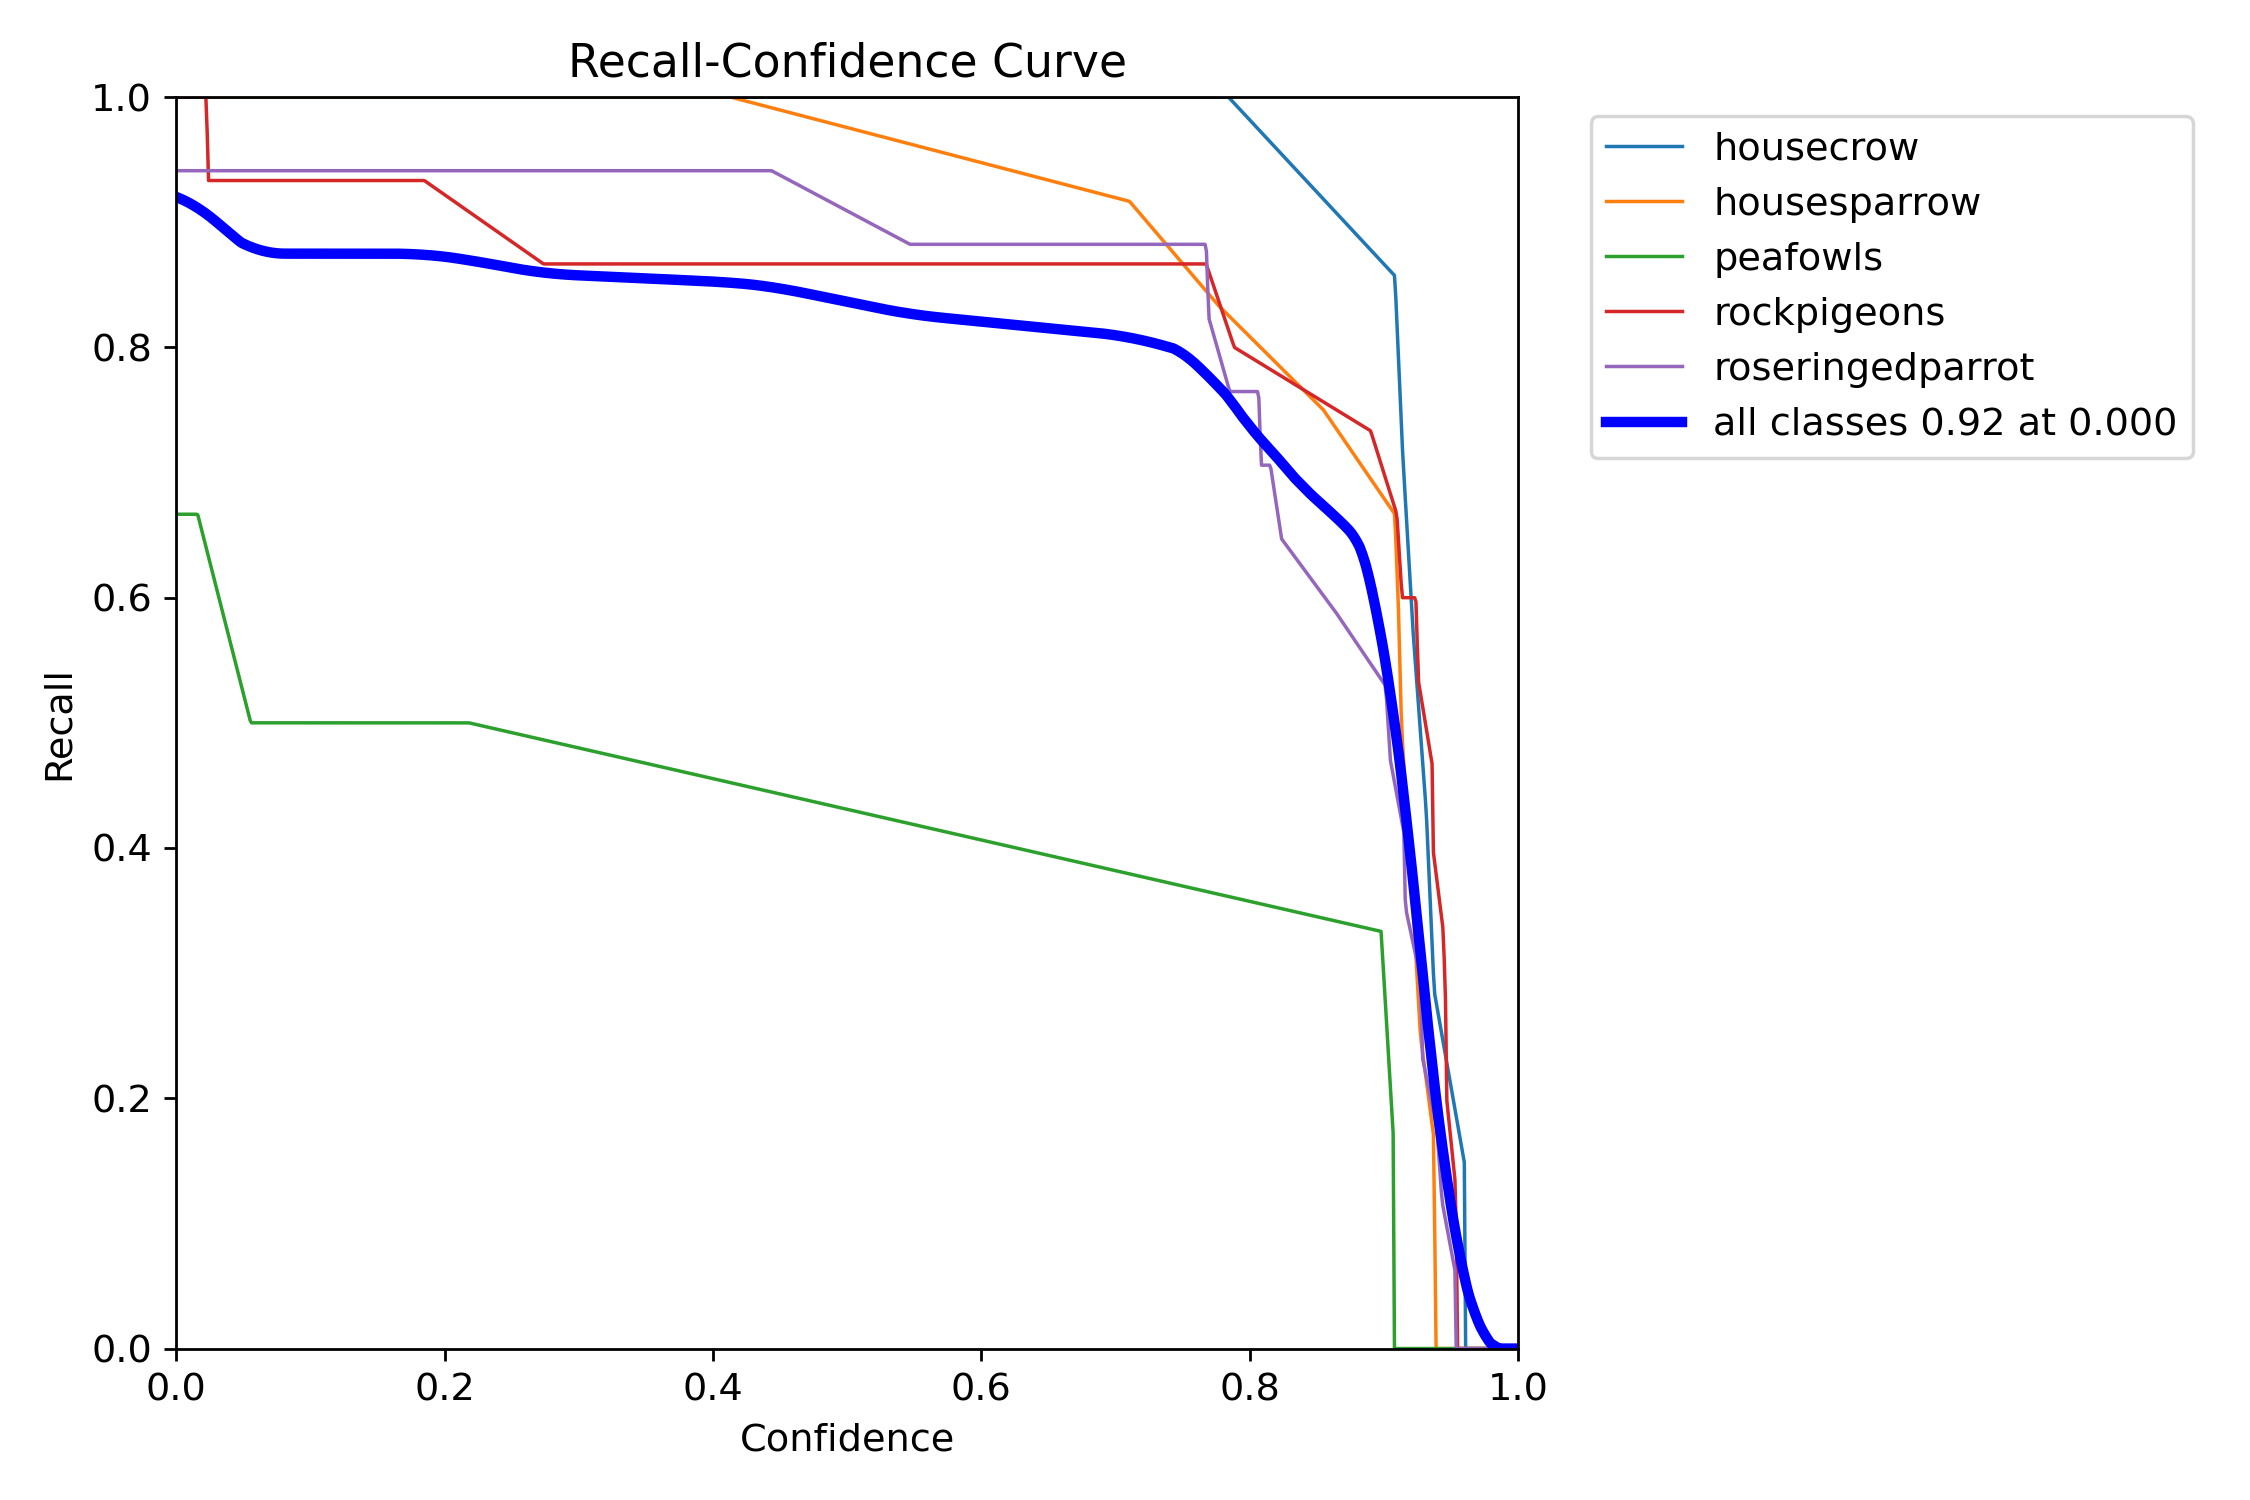 Recall-Confidence Curve
1.0
0.8
0.6
0.4
0.2
0.0
Recall
0.0 0.2 0.4 0.6 0.8 1.0
Confidence
housecrow
housesparrow
peafowls
rockpigeons
roseringedparrot
all classes 0.92 at 0.000